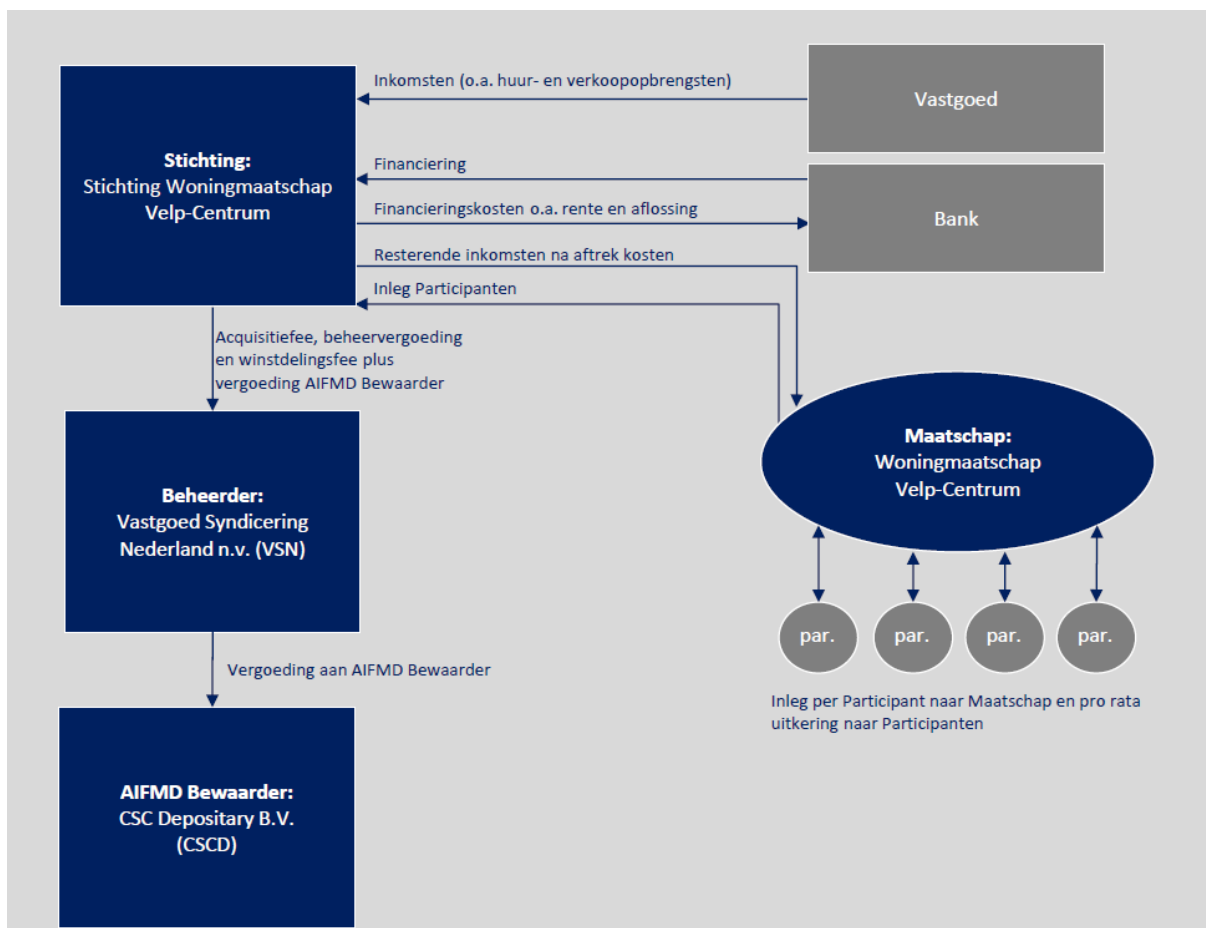 Inkomsten (o.a. huur- en verkoopopbrengsten)
Vastgoed
Stichting:
Stichting Woningmaatschap
Velp-Centrum
Financiering
Financieringskosten o.a. rente en aflossing
Bank
Resterende inkomsten na aftrek kosten
Inleg Participanten
Acquisitiefee, beheervergoeding
en winstdelingsfee plus
vergoeding AIFMD Bewaarder
Maatschap:
Woningmaatschap
Velp-Centrum
Beheerder:
Vastgoed Syndicering
Nederland n.v. (VSN)
par.
par.
par.
par.
Vergoeding aan AIFMD Bewaarder
Inleg per Participant naar Maatschap en pro rata
uitkering naar Participanten
AIFMD Bewaarder:
CSC Depositary B.V.
(CSCD)